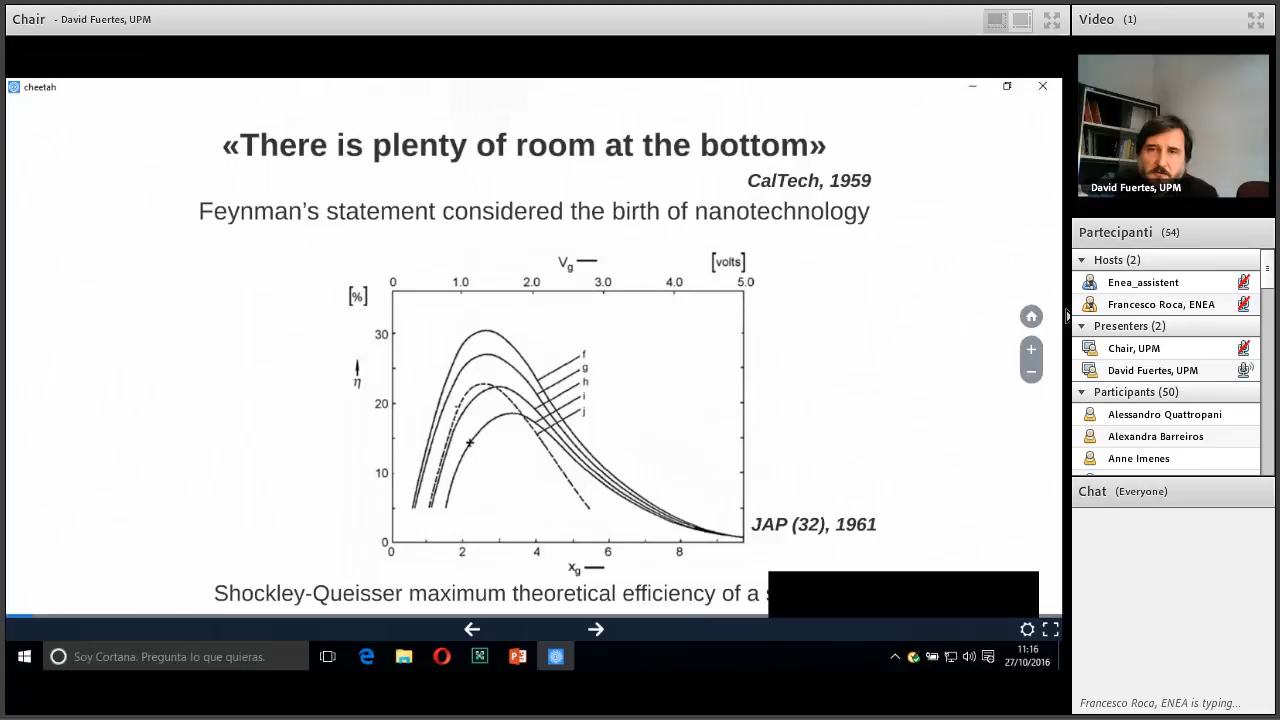 Chair - David Fuertes, UPM
cheetah
«There is plenty of room at the bottom»
CalTech, 1959
Feynman's statement considered the birth of nanotechnology
Vg [volts]
0 1.0 2.0 3.0 4.0 5.0
[%]
30
20
10
0
η
f
g
h
i
j
0 2 4 6 8
xg
JAP (32), 1961
Shockley-Queisser maximum theoretical efficiency of a
Soy Cortana. Pregunta lo que quieras.
11:16
27/10/2016
Video (1)
David Fuertes, UPM
Partecipanti (54)
Hosts (2)
Enea_assistent
Francesco Roca, ENEA
Presenters (2)
Chair, UPM
David Fuertes, UPM
Participants (50)
Alessandro Quattropani
Alexandra Barreiros
Anne Imenes
Chat (Everyone)
Francesco Roca, ENEA is typing...